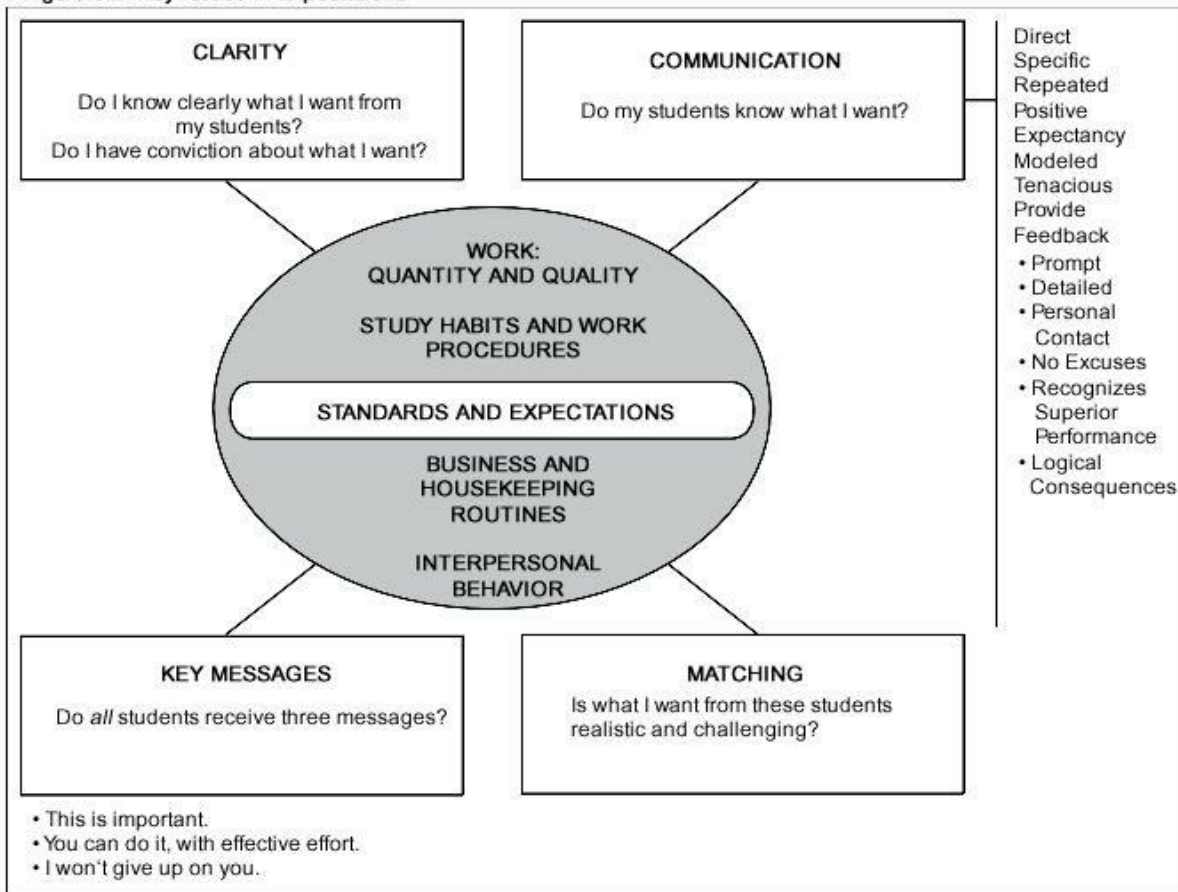 CLARITY
Do I know clearly what I want from
my students?
Do I have conviction about what I want?
COMMUNICATION
Do my students know what I want?
Direct
Specific
Repeated
Positive
Expectancy
Modeled
Tenacious
Provide
Feedback
• Prompt
• Detailed
• Personal
Contact
• No Excuses
• Recognizes
Superior
Performance
• Logical
Consequences
WORK:
QUANTITY AND QUALITY
STUDY HABITS AND WORK
PROCEDURES
STANDARDS AND EXPECTATIONS
BUSINESS AND
HOUSEKEEPING
ROUTINES
INTERPERSONAL
BEHAVIOR
KEY MESSAGES
Do all students receive three messages?
• This is important.
• You can do it, with effective effort.
• I won't give up on you.
MATCHING
Is what I want from these students
realistic and challenging?